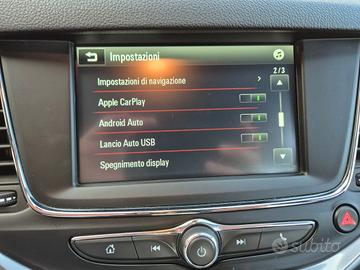 Impostazioni
2/3
Impostazioni di navigazione
Apple CarPlay
Android Auto
Lancio Auto USB
Spegnimento display
subito